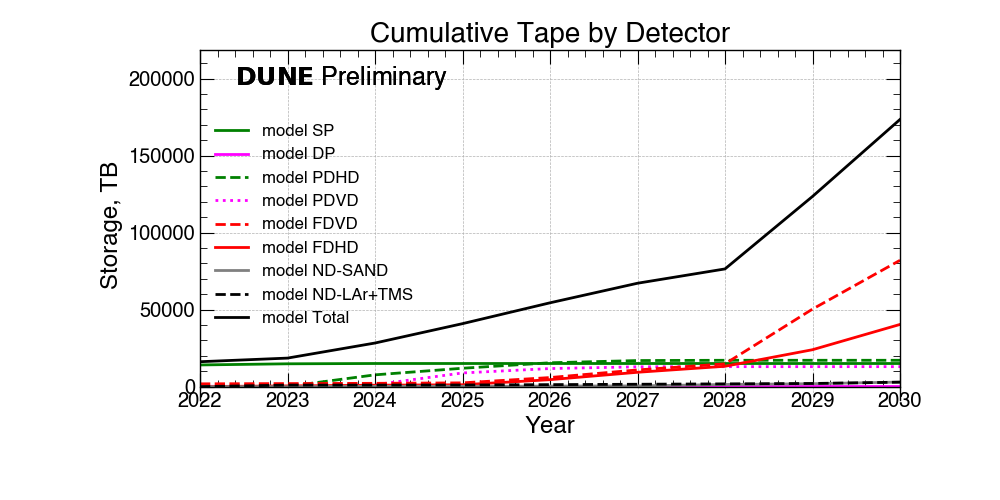 Cumulative Tape by Detector
DUNE Preliminary
model SP
model DP
model PDHD
model PDVD
model FDVD
model FDHD
model ND-SAND
model ND-LAr+TMS
model Total
Storage, TB
200000
150000
100000
50000
0
2022 2023 2024 2025 2026 2027 2028 2029 2030
Year